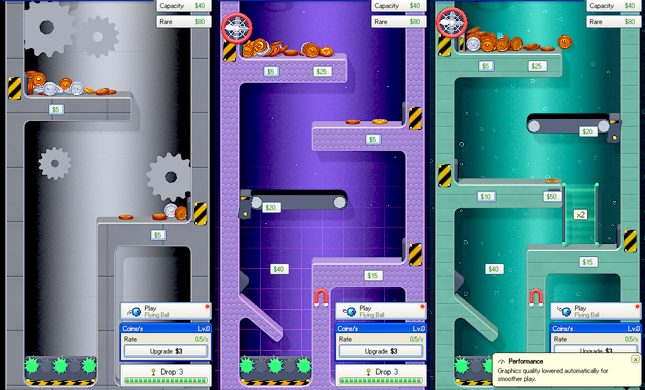 Capacity $40
Rare $80
$5
$5
Play
Flying Ball
Coins/s Lv.0
Rate 0.5/s
Upgrade $3
Drop 3
Capacity $40
Rare $80
$5 $25
$5
$20
$40
$15
Play
Flying Ball
Coins/s Lv.0
Rate 0.5/s
Upgrade $3
Drop 3
Capacity $40
Rare $80
$5 $25
$20
$10 $50
x2
$15
$40
Play
Flying Ball
Coins/s Lv.0
Rate 0.5/s
Upgrade $3
Performance
Graphics quality lowered automatically for
smoother play.